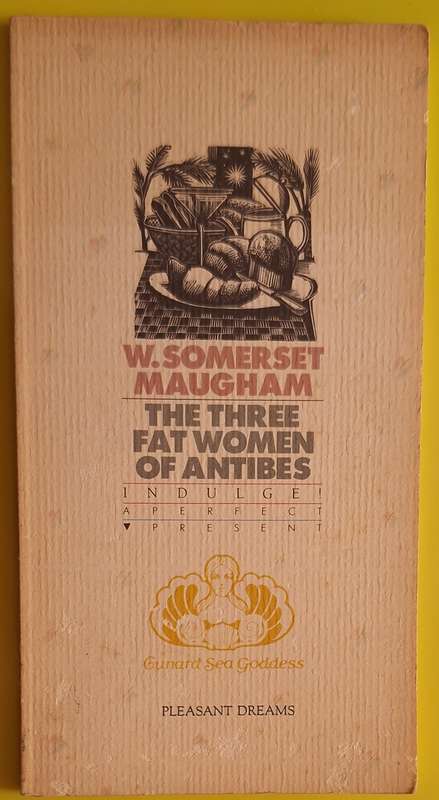 W. SOMERSET
MAUGHAM
THE THREE
FAT WOMEN
OF ANTIBES
INDULGE!
A PERFECT
PRESENT
Cunard Sea Goddess
PLEASANT DREAMS